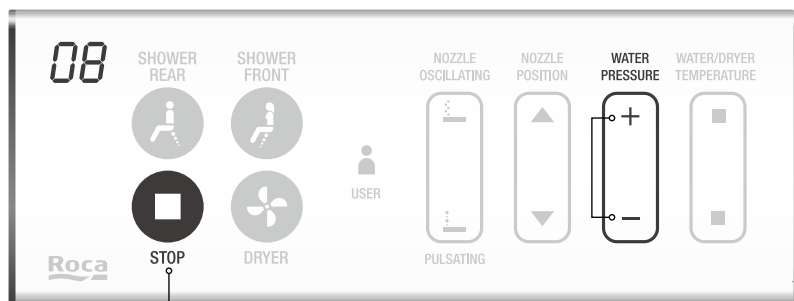 08
SHOWER
REAR
SHOWER
FRONT
NOZZLE
OSCILLATING
NOZZLE
POSITION
WATER
PRESSURE
WATER/DRYER
TEMPERATURE
+
−
USER
STOP
DRYER
PULSATING
Roca